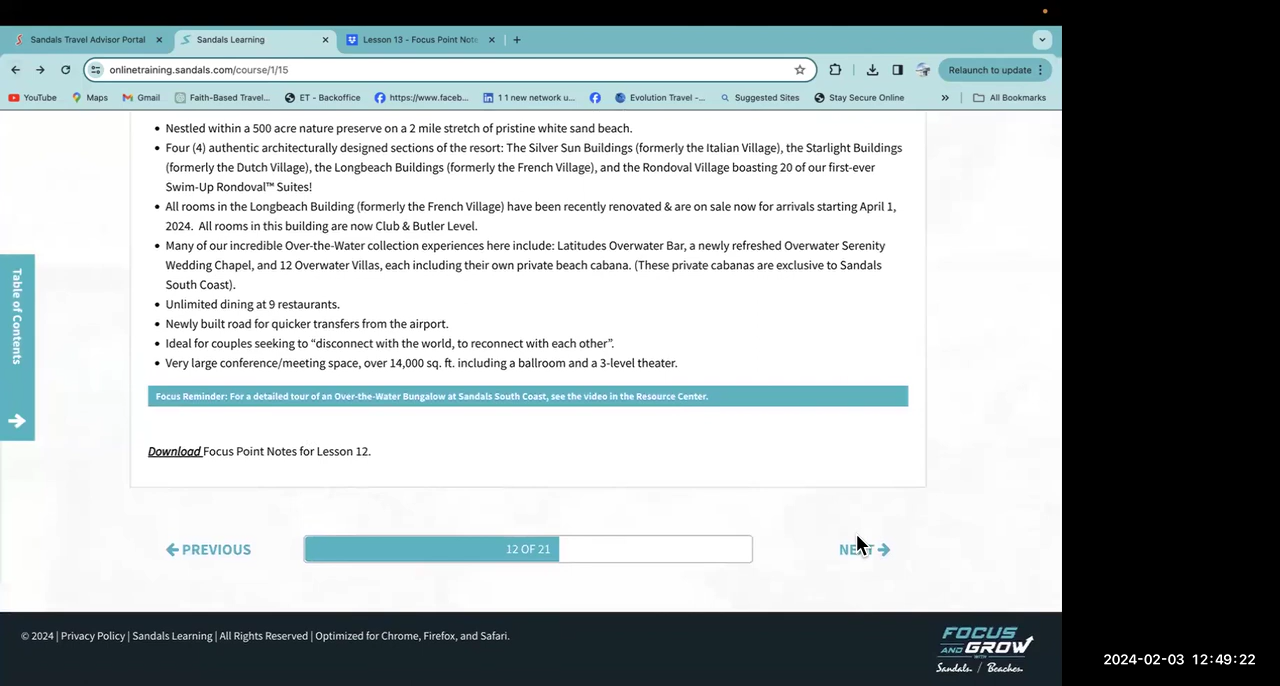 Sandals Travel Advisor Portal
Sandals Learning
Lesson 13 - Focus Point Note
onlinetraining.sandals.com/course/1/15
Relaunch to update
YouTube
Maps
Gmail
Faith-Based Travel...
ET - Backoffice
https://www.faceb...
1 1 new network u...
Evolution Travel -...
Suggested Sites
Stay Secure Online
»
All Bookmarks
• Nestled within a 500 acre nature preserve on a 2 mile stretch of pristine white sand beach.
• Four (4) authentic architecturally designed sections of the resort: The Silver Sun Buildings (formerly the Italian Village), the Starlight Buildings
(formerly the Dutch Village), the Longbeach Buildings (formerly the French Village), and the Rondoval Village boasting 20 of our first-ever
Swim-Up Rondoval™ Suites!
• All rooms in the Longbeach Building (formerly the French Village) have been recently renovated & are on sale now for arrivals starting April 1,
2024. All rooms in this building are now Club & Butler Level.
• Many of our incredible Over-the-Water collection experiences here include: Latitudes Overwater Bar, a newly refreshed Overwater Serenity
Wedding Chapel, and 12 Overwater Villas, each including their own private beach cabana. (These private cabanas are exclusive to Sandals
South Coast).
• Unlimited dining at 9 restaurants.
• Newly built road for quicker transfers from the airport.
• Ideal for couples seeking to “disconnect with the world, to reconnect with each other”.
• Very large conference/meeting space, over 14,000 sq. ft. including a ballroom and a 3-level theater.
Table of Contents
Focus Reminder: For a detailed tour of an Over-the-Water Bungalow at Sandals South Coast, see the video in the Resource Center.
Download Focus Point Notes for Lesson 12.
PREVIOUS
12 OF 21
NEXT
© 2024 | Privacy Policy | Sandals Learning | All Rights Reserved | Optimized for Chrome, Firefox, and Safari.
FOCUS
AND GROW
WITH
Sandals / Beaches
2024-02-03 12:49:22